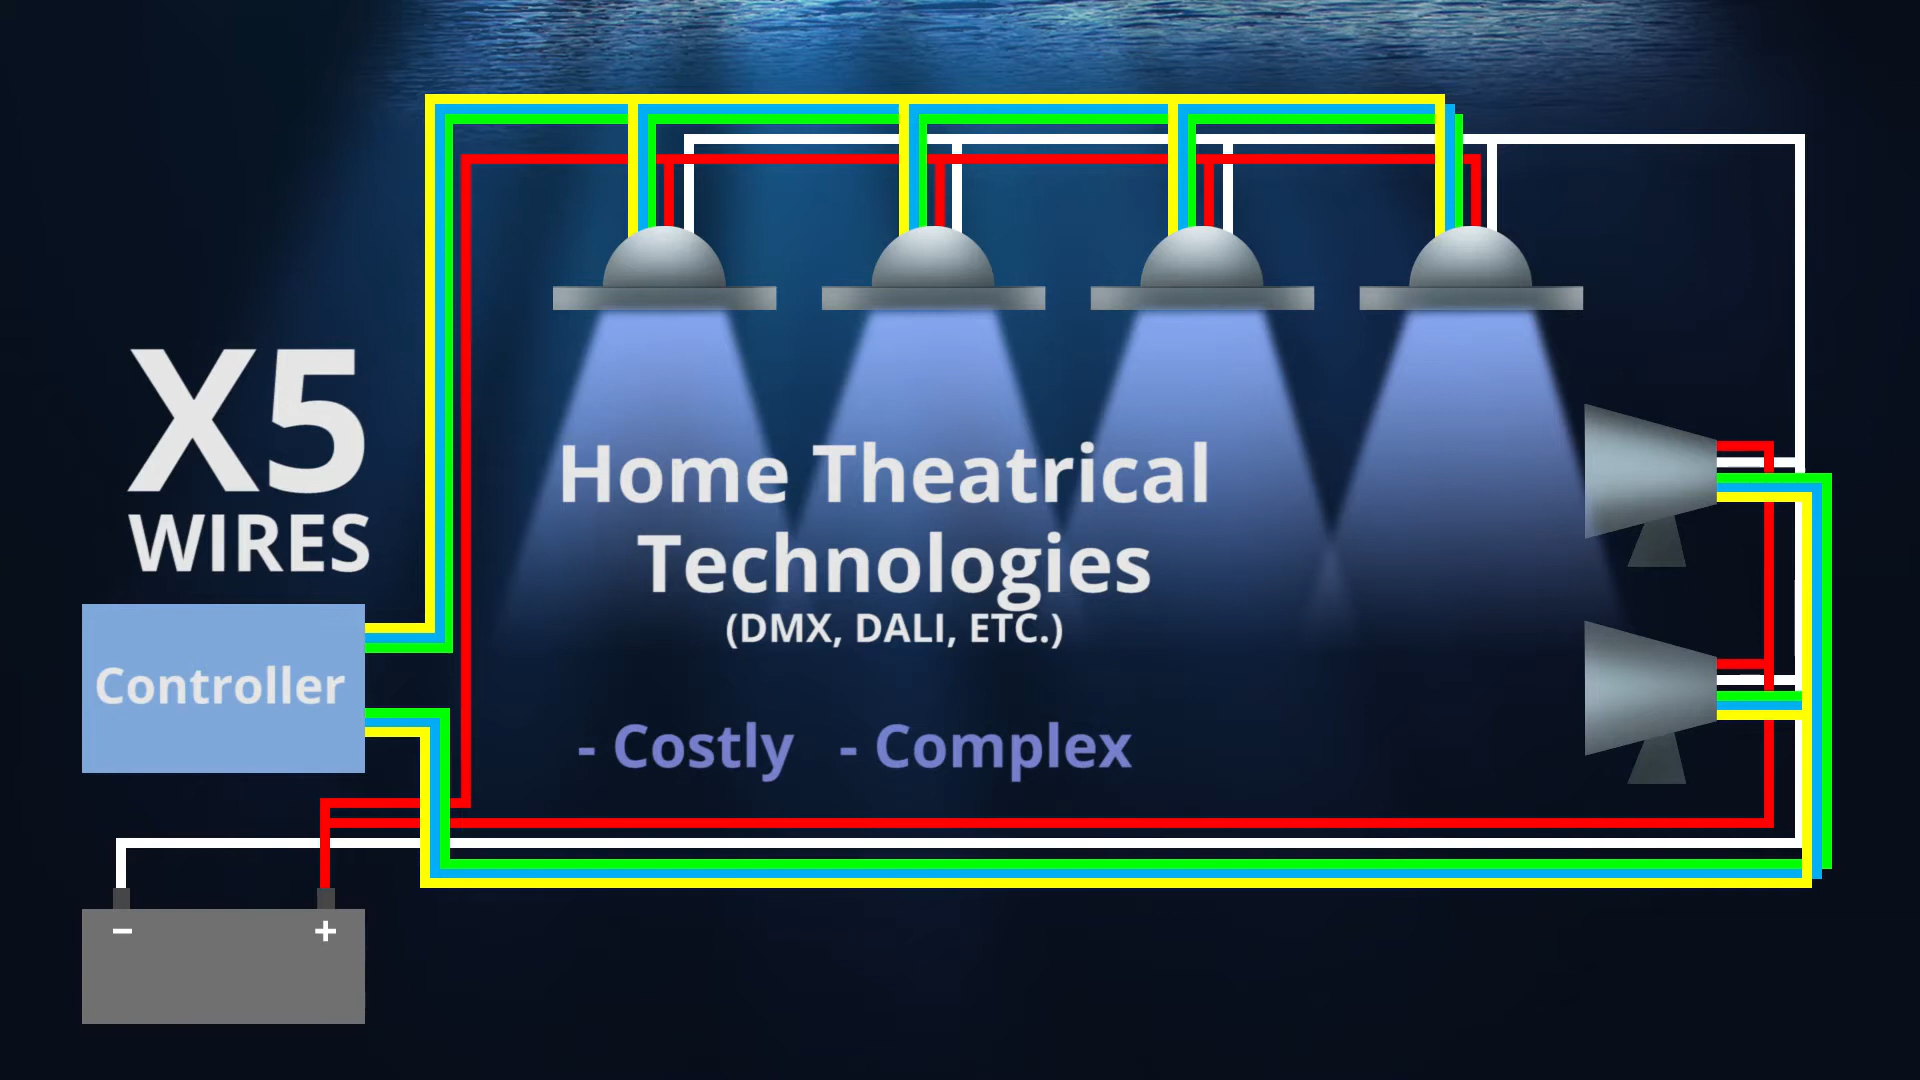 X5
WIRES
Home Theatrical
Technologies
(DMX, DALI, ETC.)
Controller
- Costly - Complex
− +